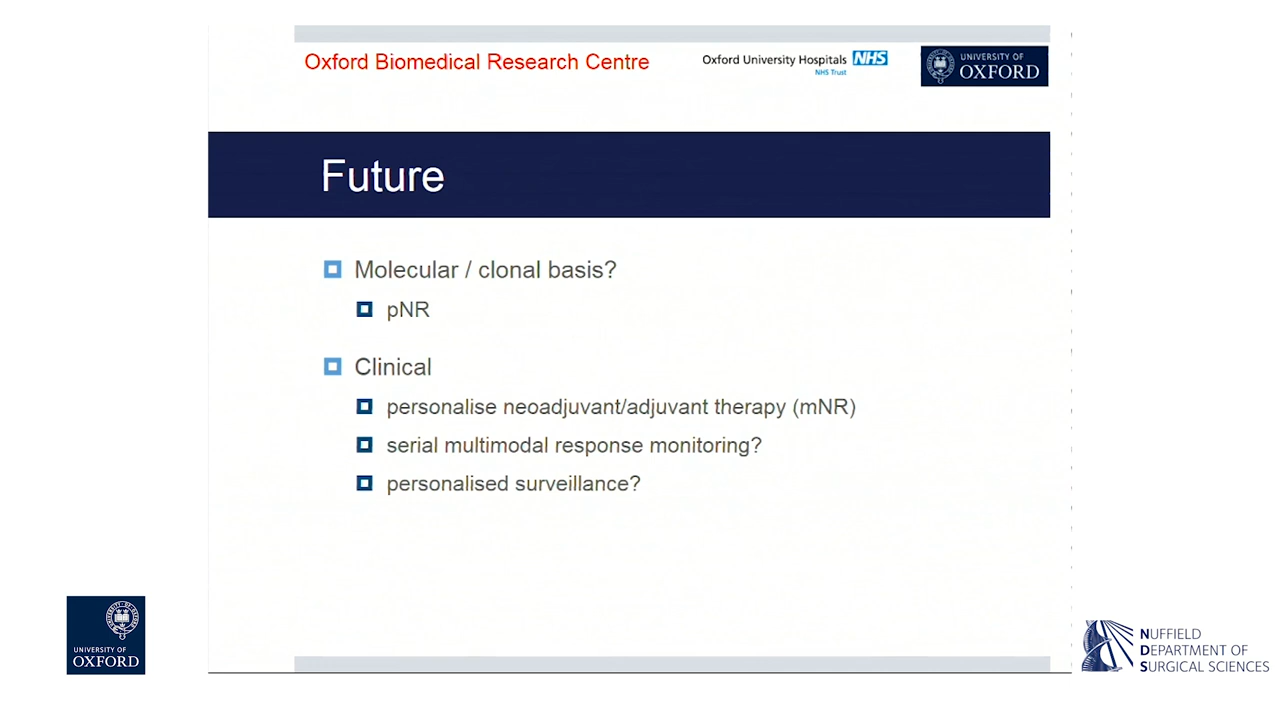 Oxford Biomedical Research Centre
Oxford University Hospitals NHS
NHS Trust
UNIVERSITY OF
OXFORD
Future
Molecular / clonal basis?
pNR
Clinical
personalise neoadjuvant/adjuvant therapy (mNR)
serial multimodal response monitoring?
personalised surveillance?
UNIVERSITY OF
OXFORD
NUFFIELD
DEPARTMENT OF
SURGICAL SCIENCES